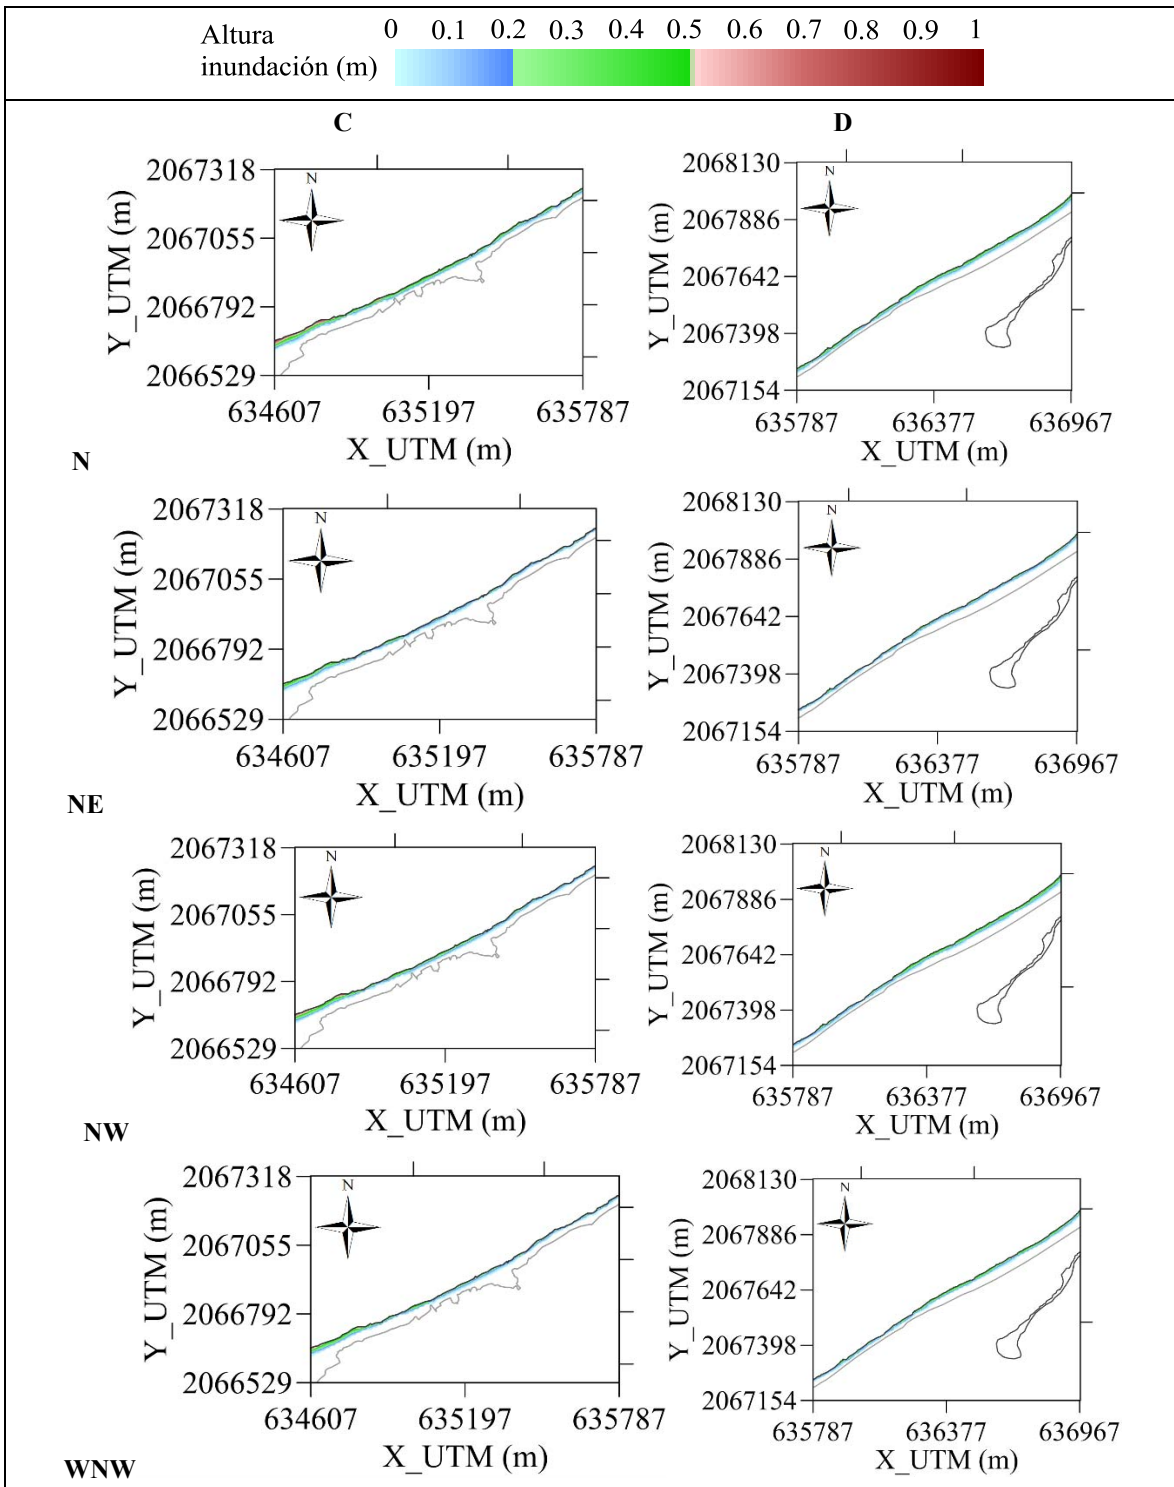 Altura
inundación (m)
0 0.1 0.2 0.3 0.4 0.5 0.6 0.7 0.8 0.9 1
C
D
N
2067318
2067055
2066792
2066529
Y_UTM (m)
634607 635197 635787
X_UTM (m)
N
2068130
2067886
2067642
2067398
2067154
Y_UTM (m)
635787 636377 636967
X_UTM (m)
N
N
2067318
2067055
2066792
2066529
Y_UTM (m)
634607 635197 635787
X_UTM (m)
N
2068130
2067886
2067642
2067398
2067154
Y_UTM (m)
635787 636377 636967
X_UTM (m)
NE
N
2067318
2067055
2066792
2066529
Y_UTM (m)
634607 635197 635787
X_UTM (m)
N
2068130
2067886
2067642
2067398
2067154
Y_UTM (m)
635787 636377 636967
X_UTM (m)
NW
N
2067318
2067055
2066792
2066529
Y_UTM (m)
634607 635197 635787
X_UTM (m)
N
2068130
2067886
2067642
2067398
2067154
Y_UTM (m)
635787 636377 636967
X_UTM (m)
WNW